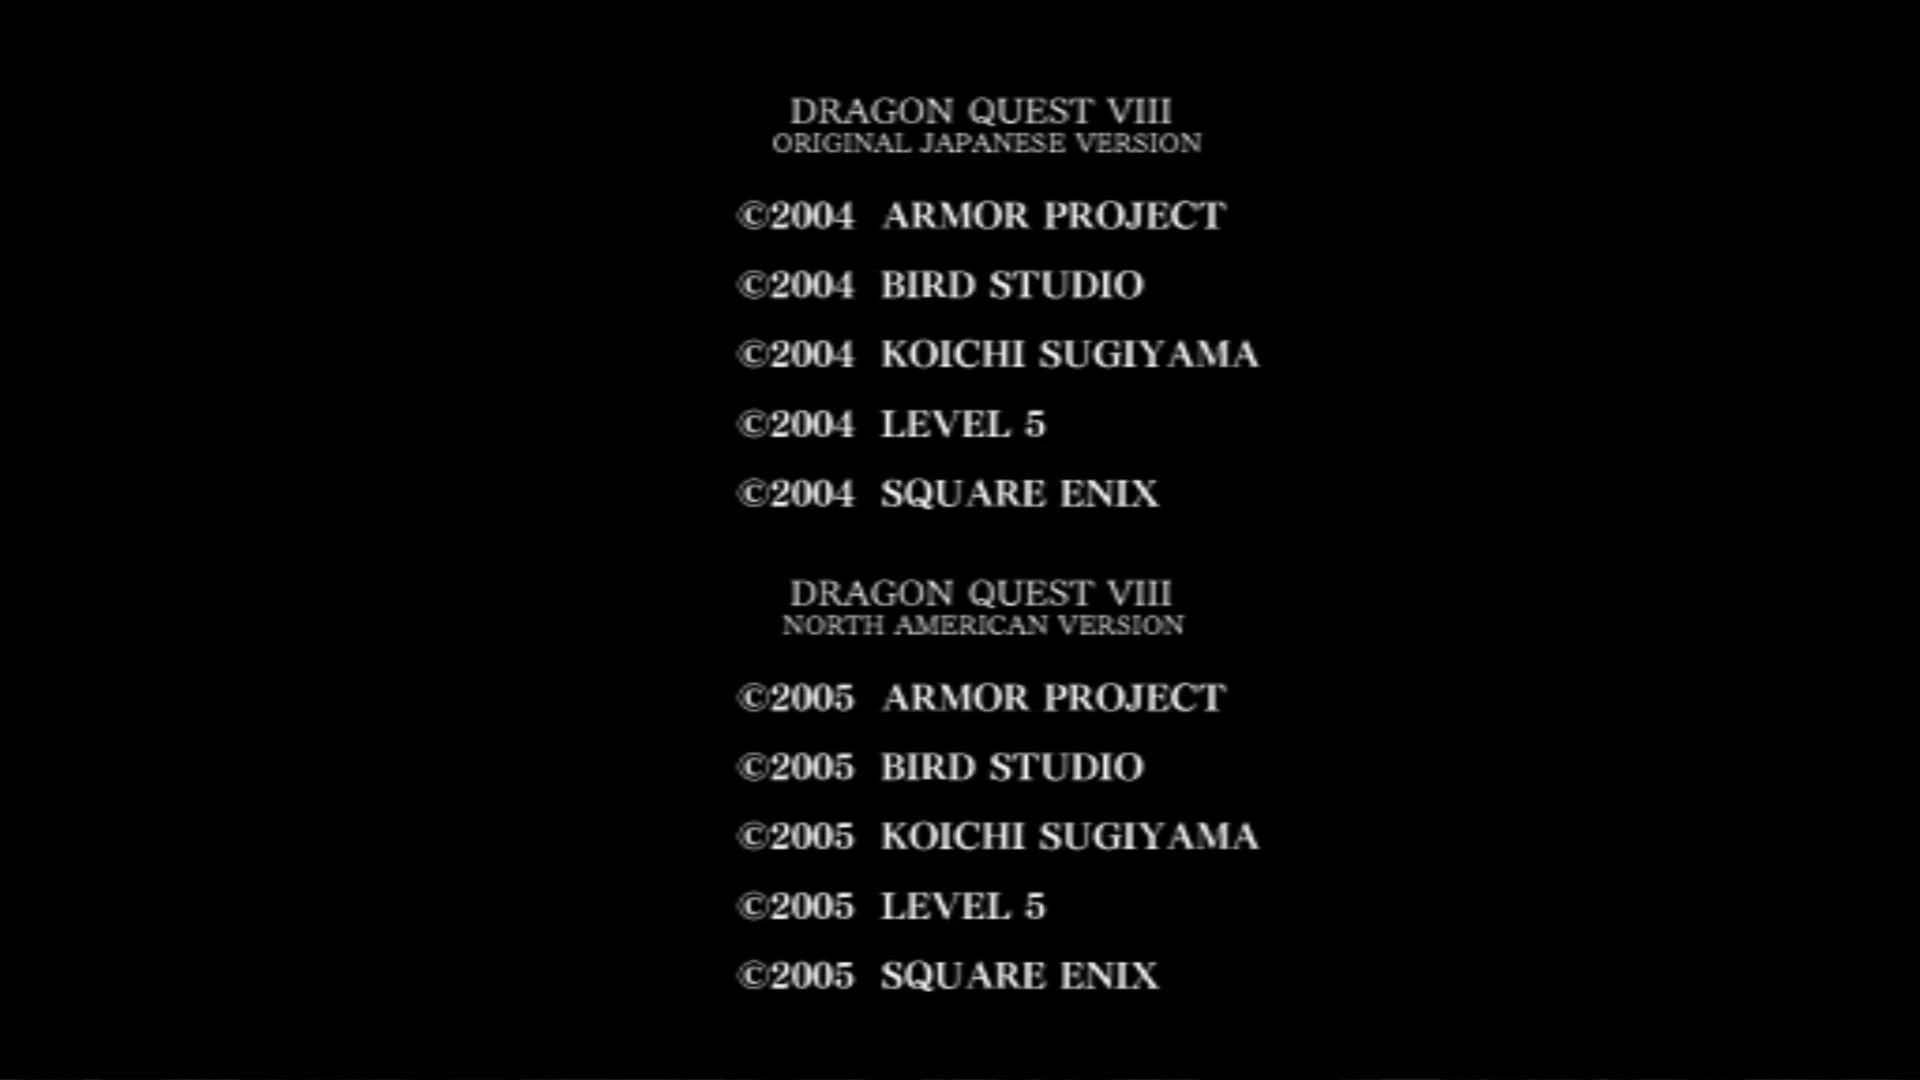 DRAGON QUEST VIII
ORIGINAL JAPANESE VERSION
©2004 ARMOR PROJECT
©2004 BIRD STUDIO
©2004 KOICHI SUGIYAMA
©2004 LEVEL 5
©2004 SQUARE ENIX
DRAGON QUEST VIII
NORTH AMERICAN VERSION
©2005 ARMOR PROJECT
©2005 BIRD STUDIO
©2005 KOICHI SUGIYAMA
©2005 LEVEL 5
©2005 SQUARE ENIX